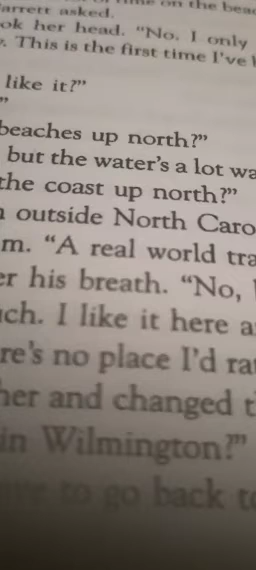 on the bea
arrett asked.
ok her head. “No. I only
. This is the first time I’ve
like it?”
”
beaches up north?”
but the water’s a lot wa
the coast up north?”
outside North Caro
m. “A real world tra
er his breath. “No,
ch. I like it here a
re’s no place I’d ra
her and changed t
in Wilmington?”
to go back to